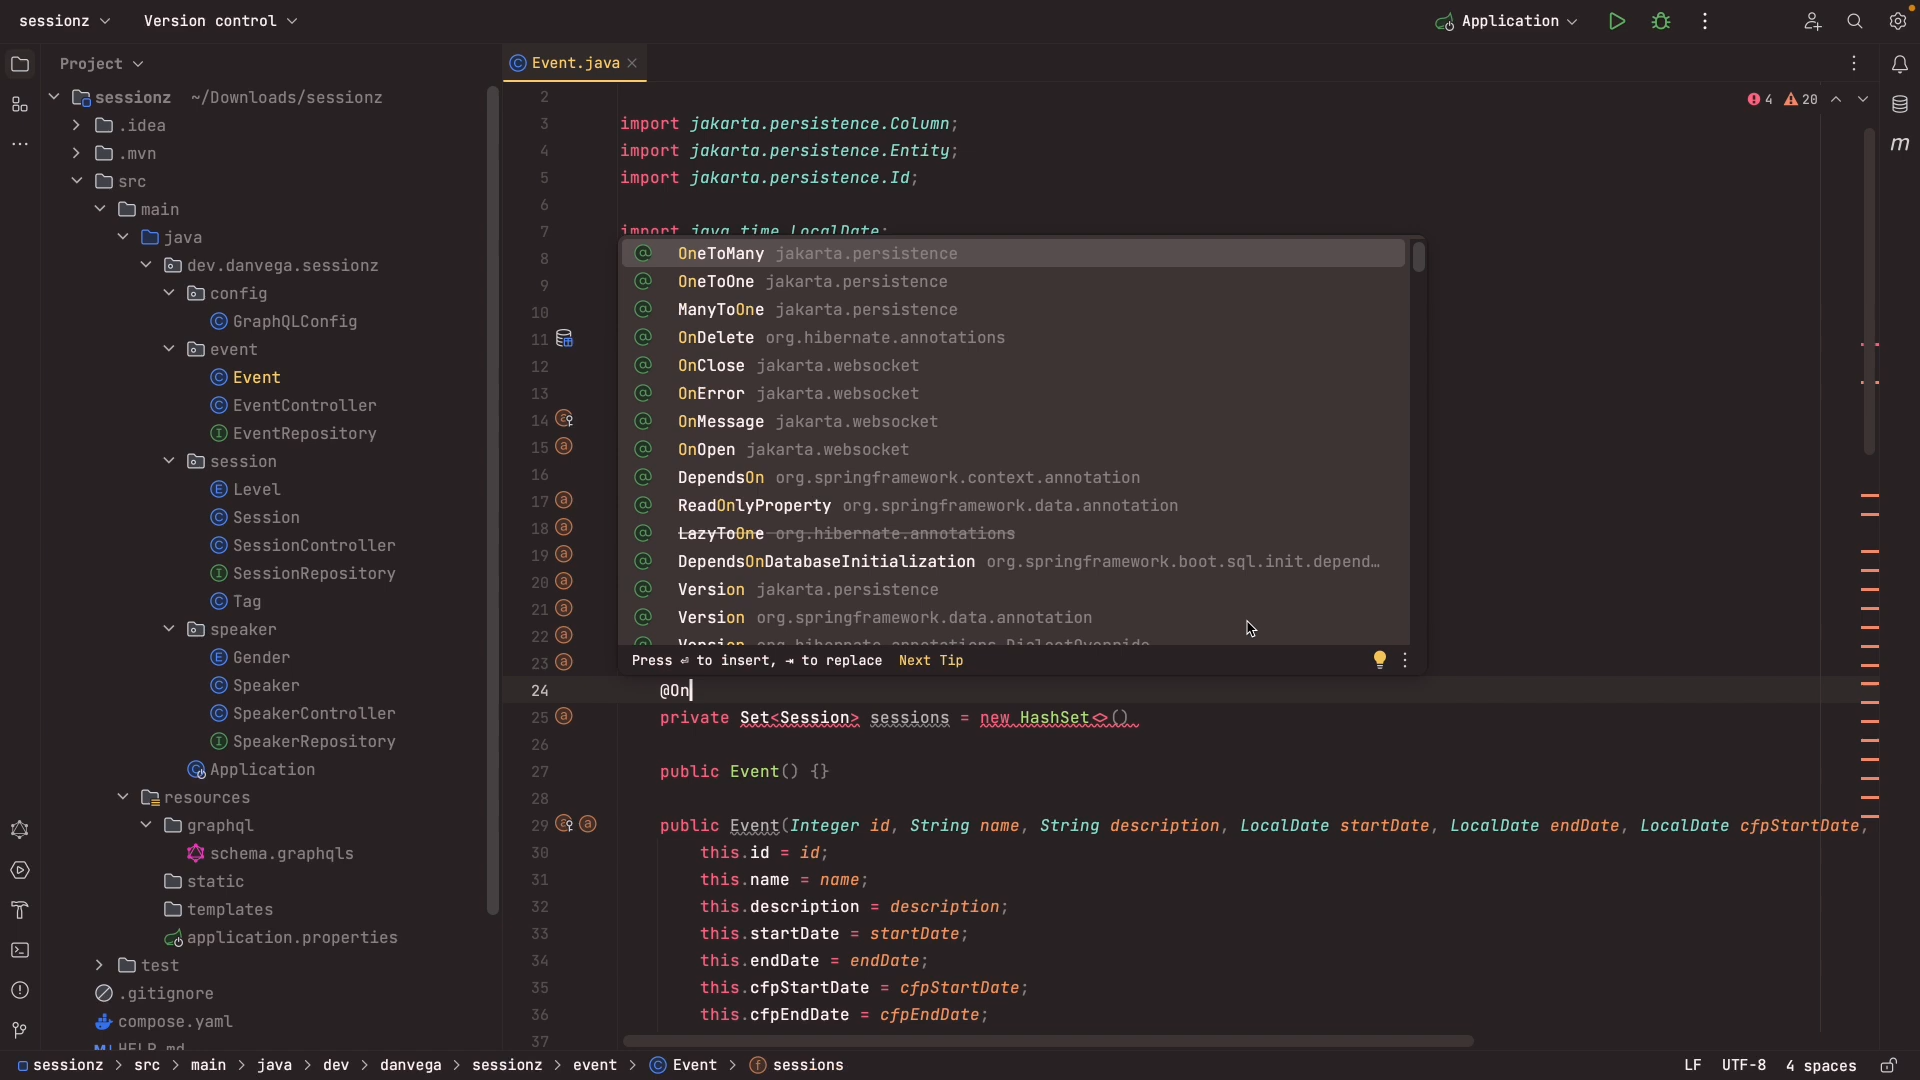 sessionz
Version control
Application
Project
Event.java
sessionz ~/Downloads/sessionz
.idea
.mvn
src
main
java
dev.danvega.sessionz
config
GraphQLConfig
event
Event
EventController
EventRepository
session
Level
Session
SessionController
SessionRepository
Tag
speaker
Gender
Speaker
SpeakerController
SpeakerRepository
Application
resources
graphql
schema.graphqls
static
templates
application.properties
test
.gitignore
compose.yaml
HELP.md
4 20
2
3 import jakarta.persistence.Column;
4 import jakarta.persistence.Entity;
5 import jakarta.persistence.Id;
6
7 import java.time.LocalDate;
8
9
10
11
12
13
14
15
16
17
18
19
20
21
22
23
OneToMany jakarta.persistence
OneToOne jakarta.persistence
ManyToOne jakarta.persistence
OnDelete org.hibernate.annotations
OnClose jakarta.websocket
OnError jakarta.websocket
OnMessage jakarta.websocket
OnOpen jakarta.websocket
DependsOn org.springframework.context.annotation
ReadOnlyProperty org.springframework.data.annotation
LazyToOne org.hibernate.annotations
DependsOnDatabaseInitialization org.springframework.boot.sql.init.depend…
Version jakarta.persistence
Version org.springframework.data.annotation
Version org.hibernate.annotations.DialectOverride
Press ⏎ to insert, ⇥ to replace Next Tip
24 @On
25 private Set<Session> sessions = new HashSet<>()
26
27 public Event() {}
28
29 public Event(Integer id, String name, String description, LocalDate startDate, LocalDate endDate, LocalDate cfpStartDate,
30 this.id = id;
31 this.name = name;
32 this.description = description;
33 this.startDate = startDate;
34 this.endDate = endDate;
35 this.cfpStartDate = cfpStartDate;
36 this.cfpEndDate = cfpEndDate;
37
m
sessionz > src > main > java > dev > danvega > sessionz > event > Event > sessions
LF UTF-8 4 spaces